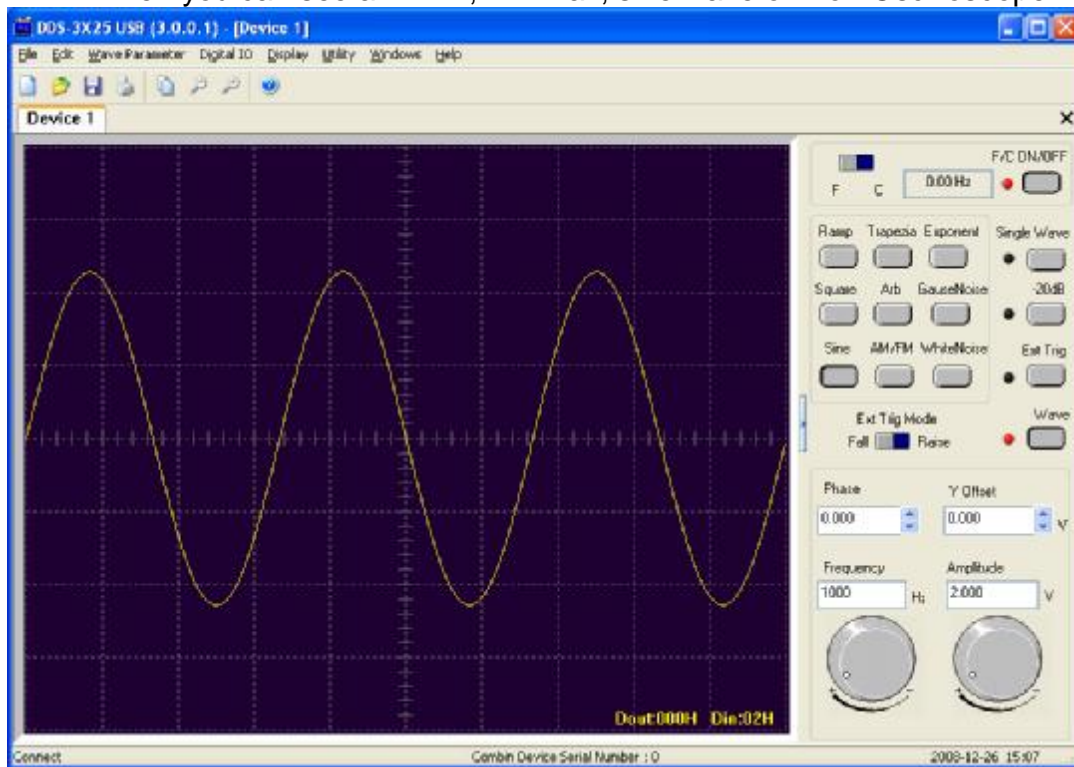 DDS-3X25 USB (3.0.0.1) - [Device 1]
File Edit Wave Parameter Digital IO Display Utility Windows Help
Device 1
F C 0.00Hz F/C ON/OFF
Ramp Trapezia Exponent Single Wave
Square Arb GauseNoise -20dB
Sine AM/FM WhiteNoise Ext Trig
Ext Trig Mode Wave
Fall Raise
Phase Y Offset
0.000 0.000 V
Frequency Amplitude
1000 Hz 2.000 V
Dout:000H Din:02H
Connect Combin Device Serial Number : 0 2008-12-26 15:07